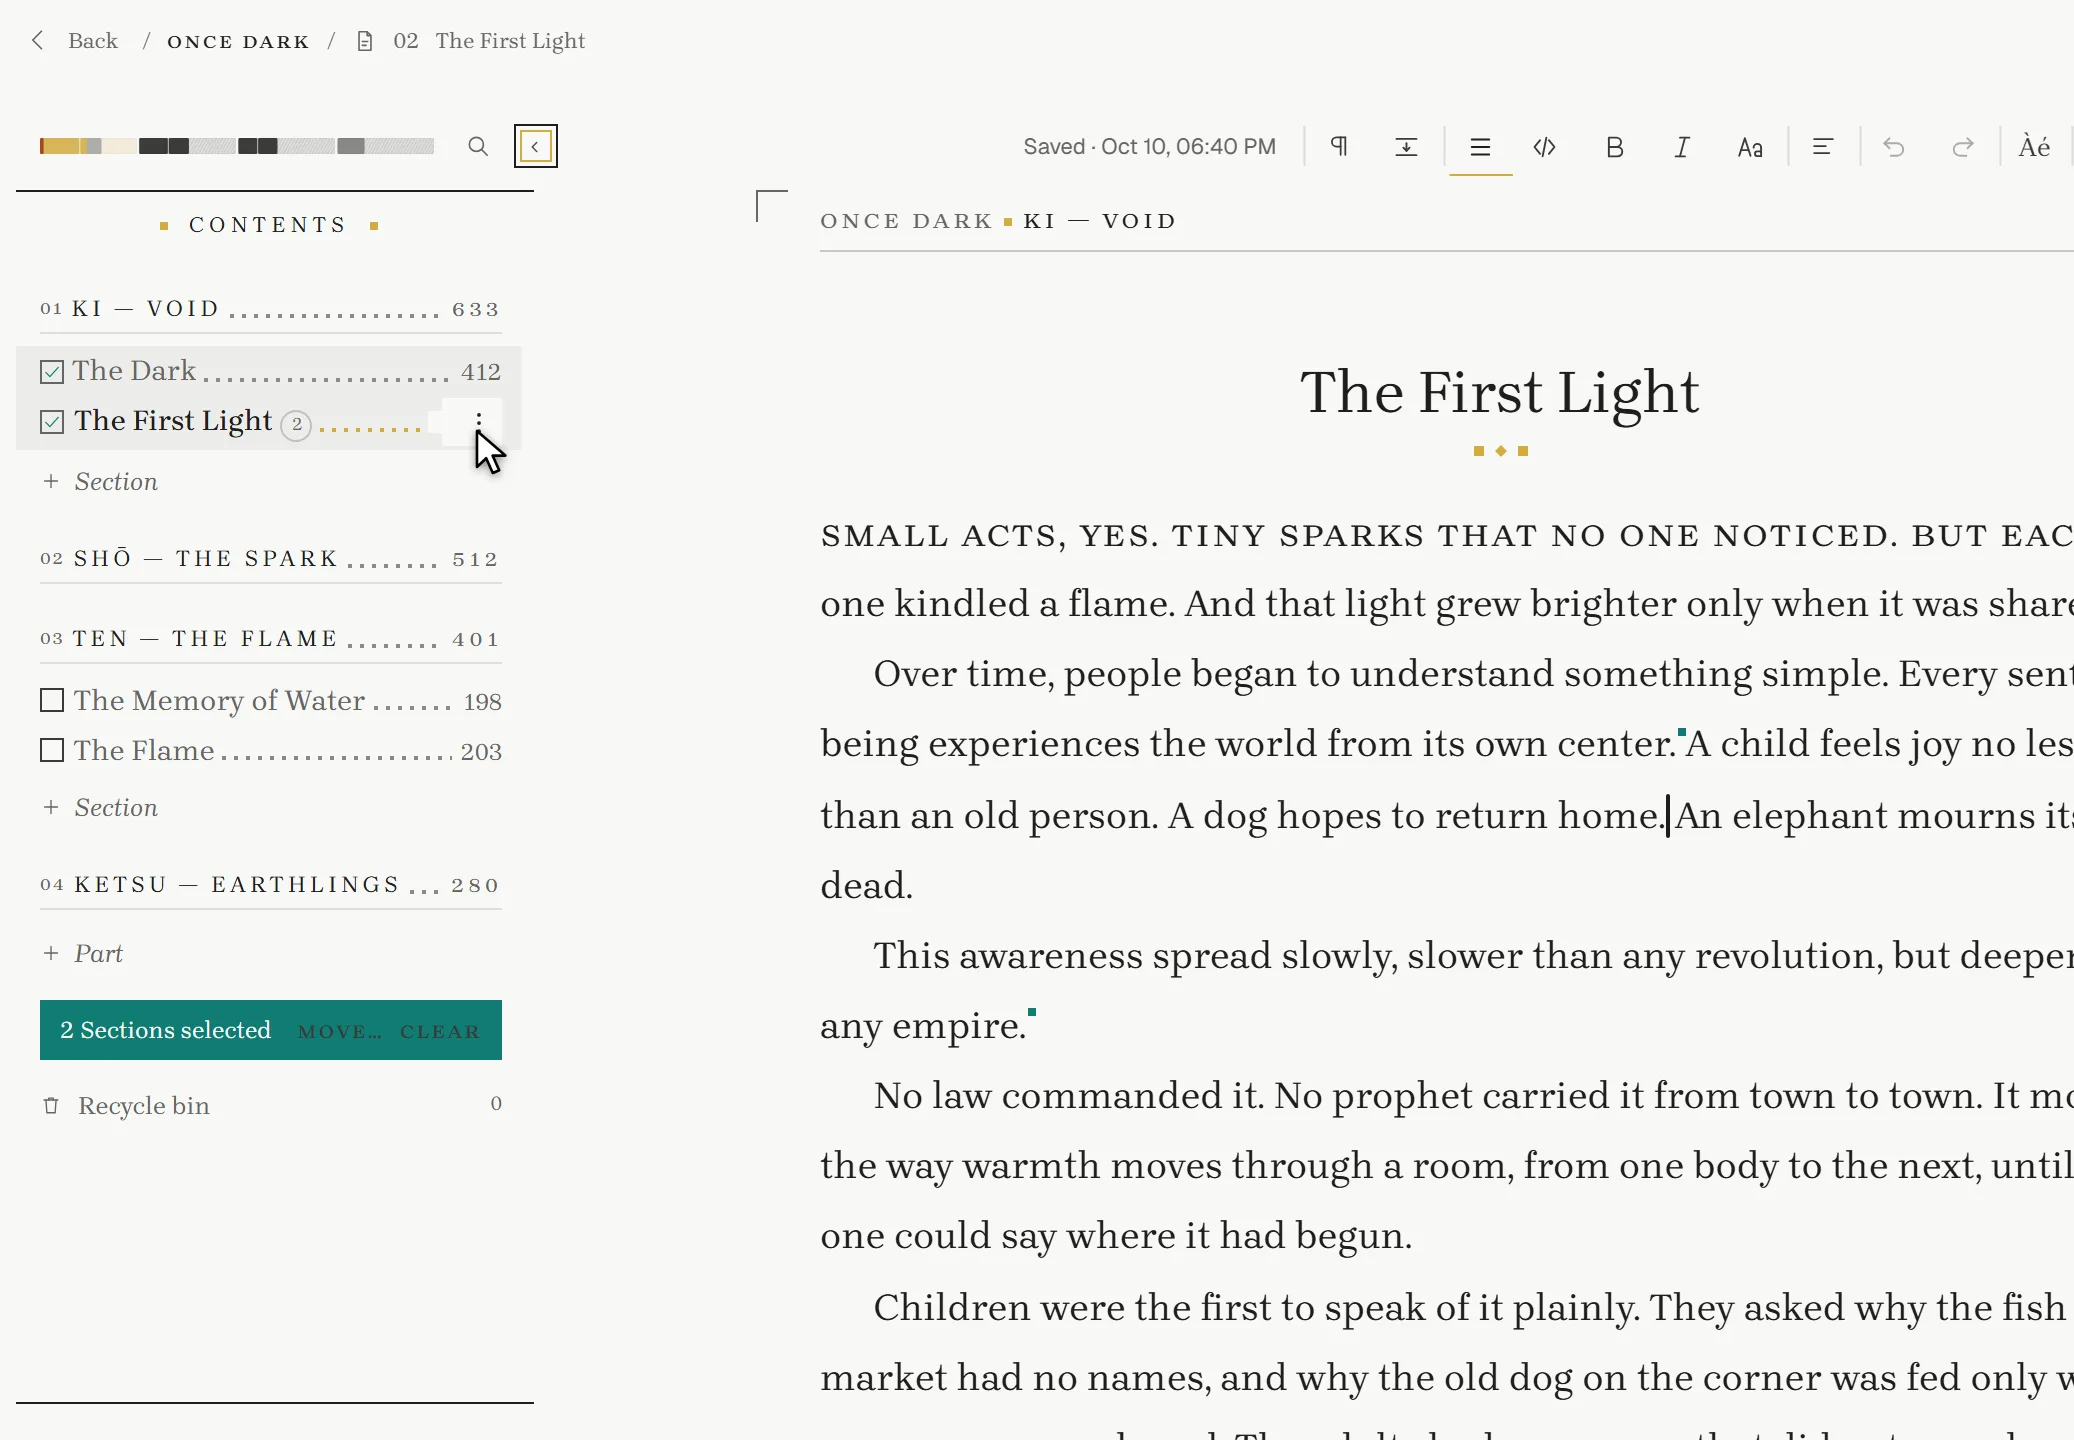 Back / ONCE DARK / 02 The First Light
Saved · Oct 10, 06:40 PM
B I Aa Àé
CONTENTS
01 KI — VOID 633
The Dark 412
The First Light 2
+ Section
02 SHŌ — THE SPARK 512
03 TEN — THE FLAME 401
The Memory of Water 198
The Flame 203
+ Section
04 KETSU — EARTHLINGS 280
+ Part
2 Sections selected MOVE... CLEAR
Recycle bin 0
ONCE DARK KI — VOID
The First Light
SMALL ACTS, YES. TINY SPARKS THAT NO ONE NOTICED. BUT EAC
one kindled a flame. And that light grew brighter only when it was share
Over time, people began to understand something simple. Every sent
being experiences the world from its own center. A child feels joy no les
than an old person. A dog hopes to return home. An elephant mourns its
dead.
This awareness spread slowly, slower than any revolution, but deeper
any empire.
No law commanded it. No prophet carried it from town to town. It mo
the way warmth moves through a room, from one body to the next, until
one could say where it had begun.
Children were the first to speak of it plainly. They asked why the fish
market had no names, and why the old dog on the corner was fed only w